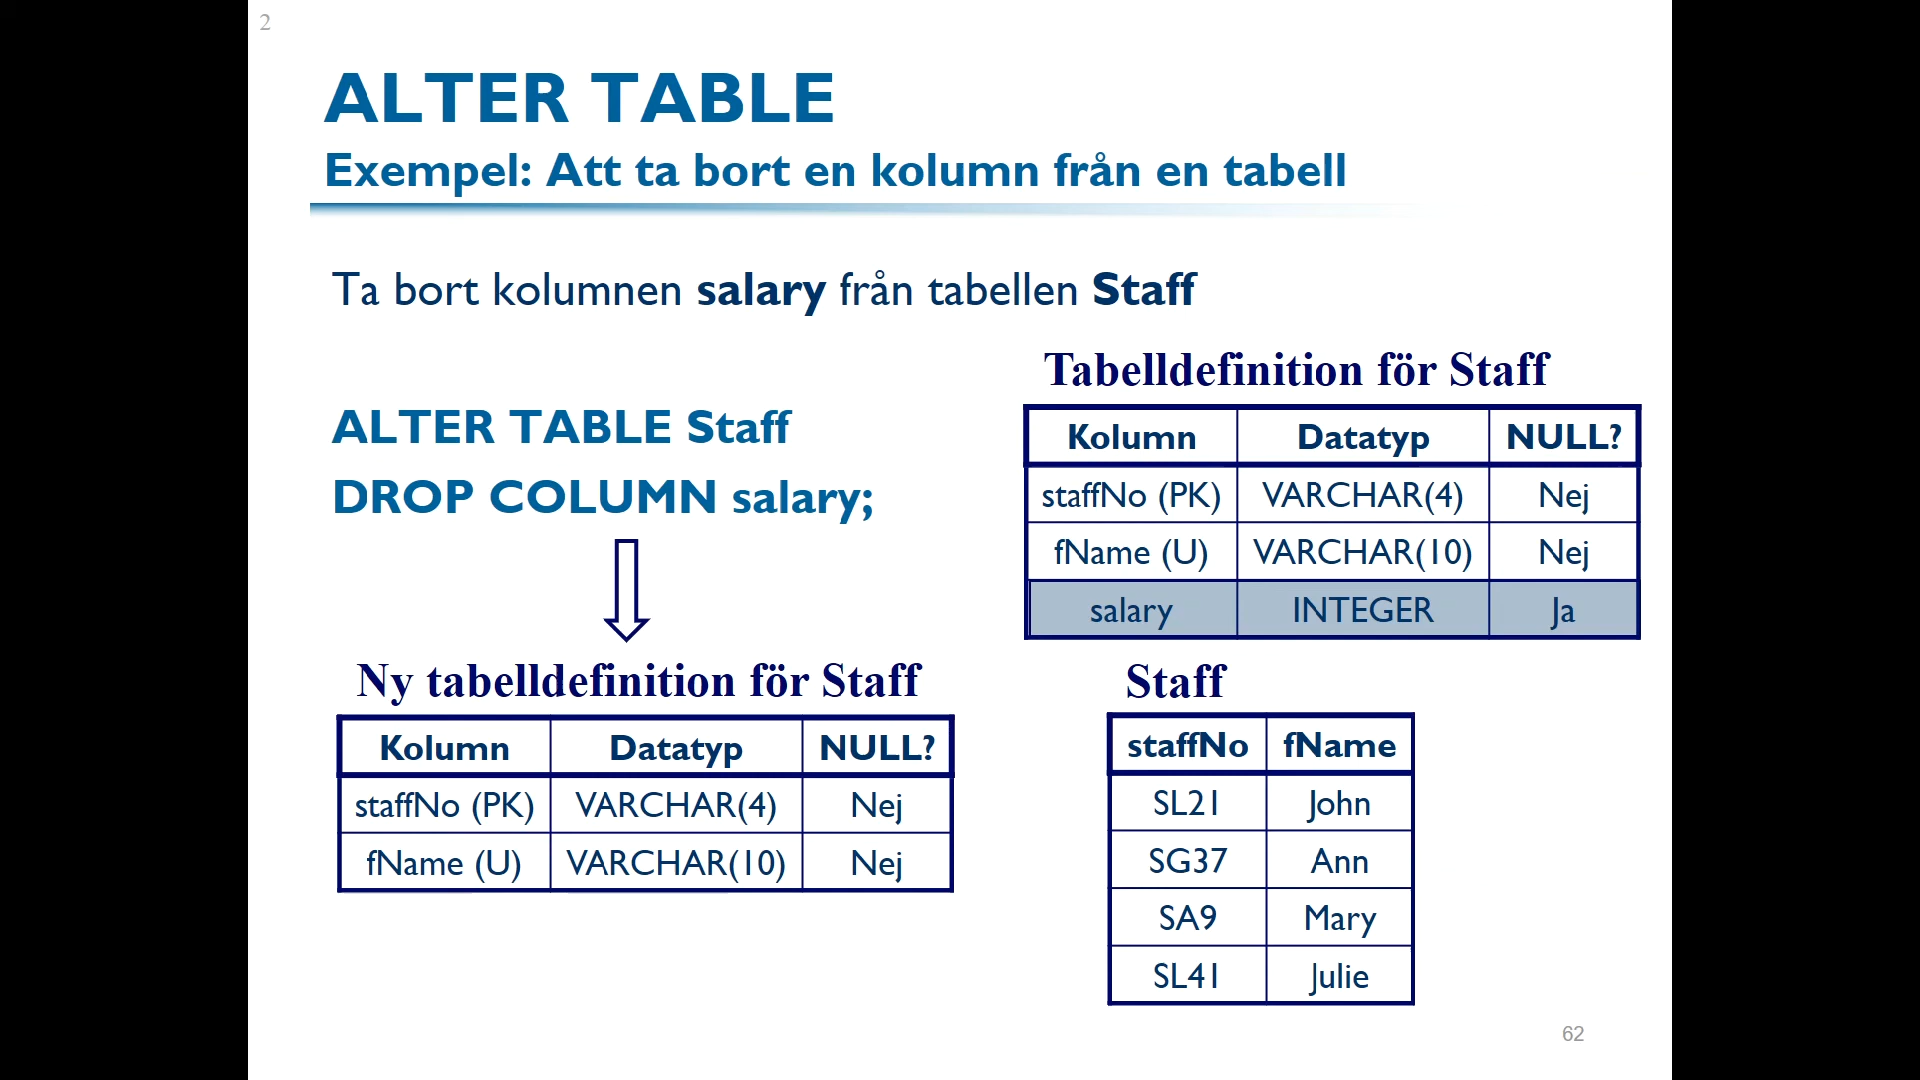 2
ALTER TABLE
Exempel: Att ta bort en kolumn från en tabell
Ta bort kolumnen salary från tabellen Staff
ALTER TABLE Staff
DROP COLUMN salary;
Tabelldefinition för Staff
Kolumn Datatyp NULL?
staffNo (PK) VARCHAR(4) Nej
fName (U) VARCHAR(10) Nej
salary INTEGER Ja
Ny tabelldefinition för Staff
Kolumn Datatyp NULL?
staffNo (PK) VARCHAR(4) Nej
fName (U) VARCHAR(10) Nej
Staff
staffNo fName
SL21 John
SG37 Ann
SA9 Mary
SL41 Julie
62